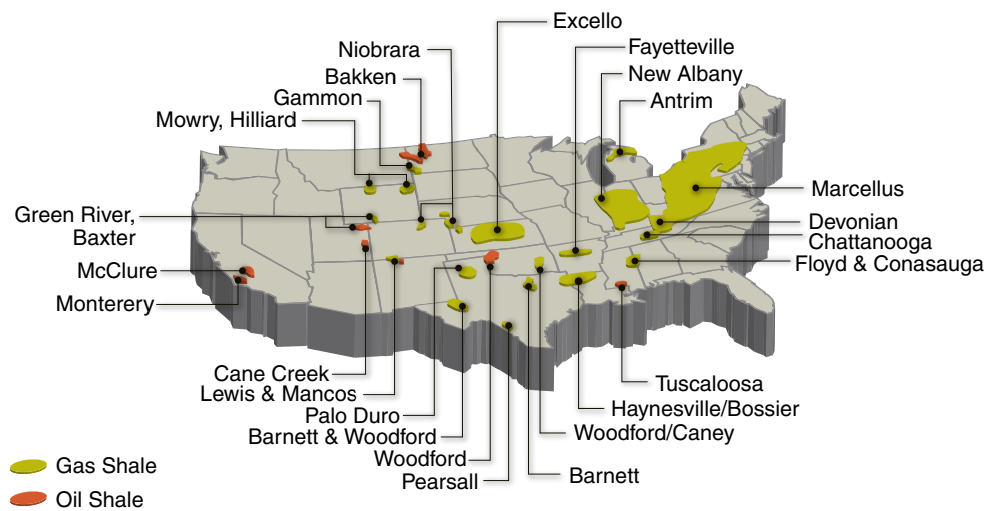 Excello
Fayetteville
New Albany
Antrim
Niobrara
Bakken
Gammon
Mowry, Hilliard
Green River,
Baxter
McClure
Monterery
Marcellus
Devonian
Chattanooga
Floyd & Conasauga
Cane Creek
Lewis & Mancos
Palo Duro
Barnett & Woodford
Woodford
Pearsall
Tuscaloosa
Haynesville/Bossier
Woodford/Caney
Barnett
Gas Shale
Oil Shale